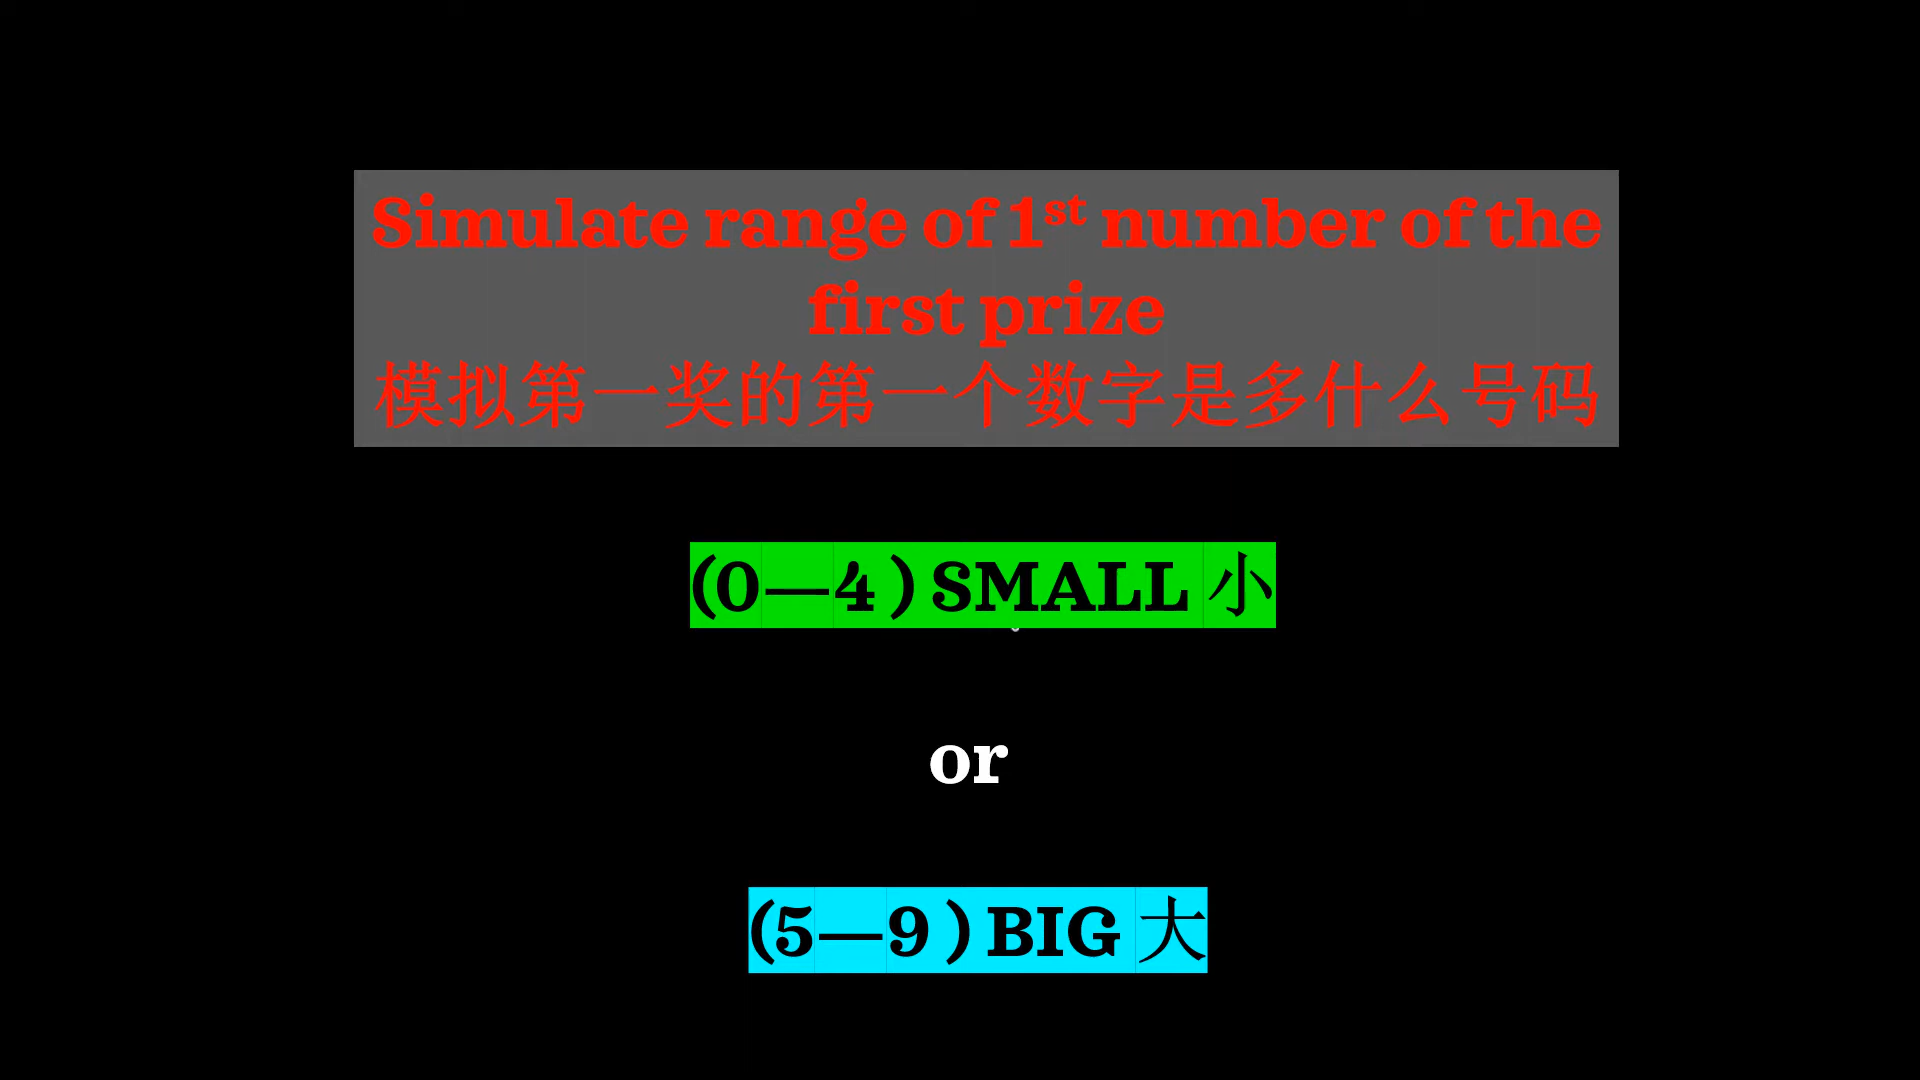 Simulate range of 1st number of the
first prize
模拟第一奖的第一个数字是多什么号码
(0—4 ) SMALL 小
or
(5—9 ) BIG 大